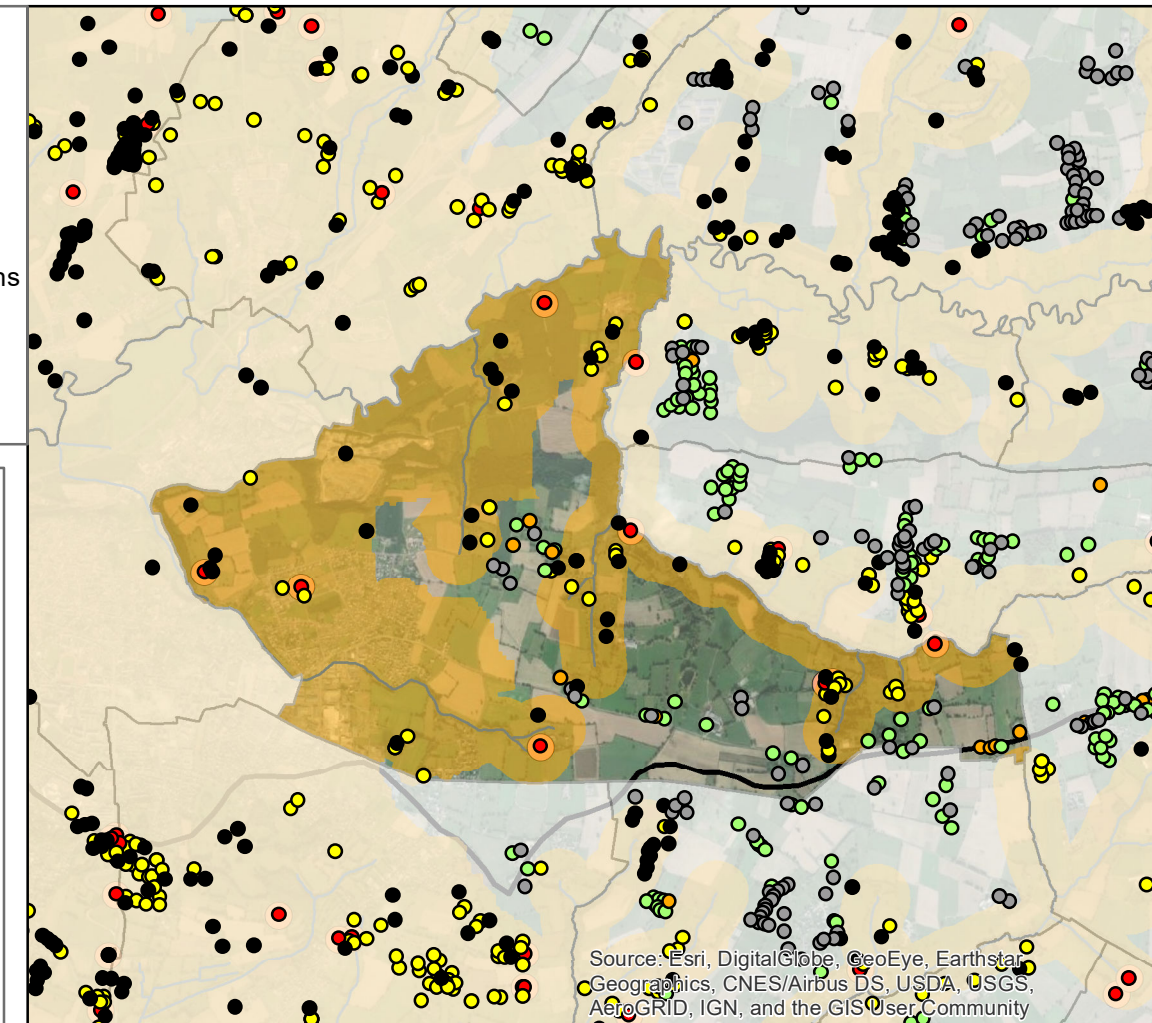 ns
Source: Esri, DigitalGlobe, GeoEye, Earthstar
Geographics, CNES/Airbus DS, USDA, USGS,
AeroGRID, IGN, and the GIS User Community